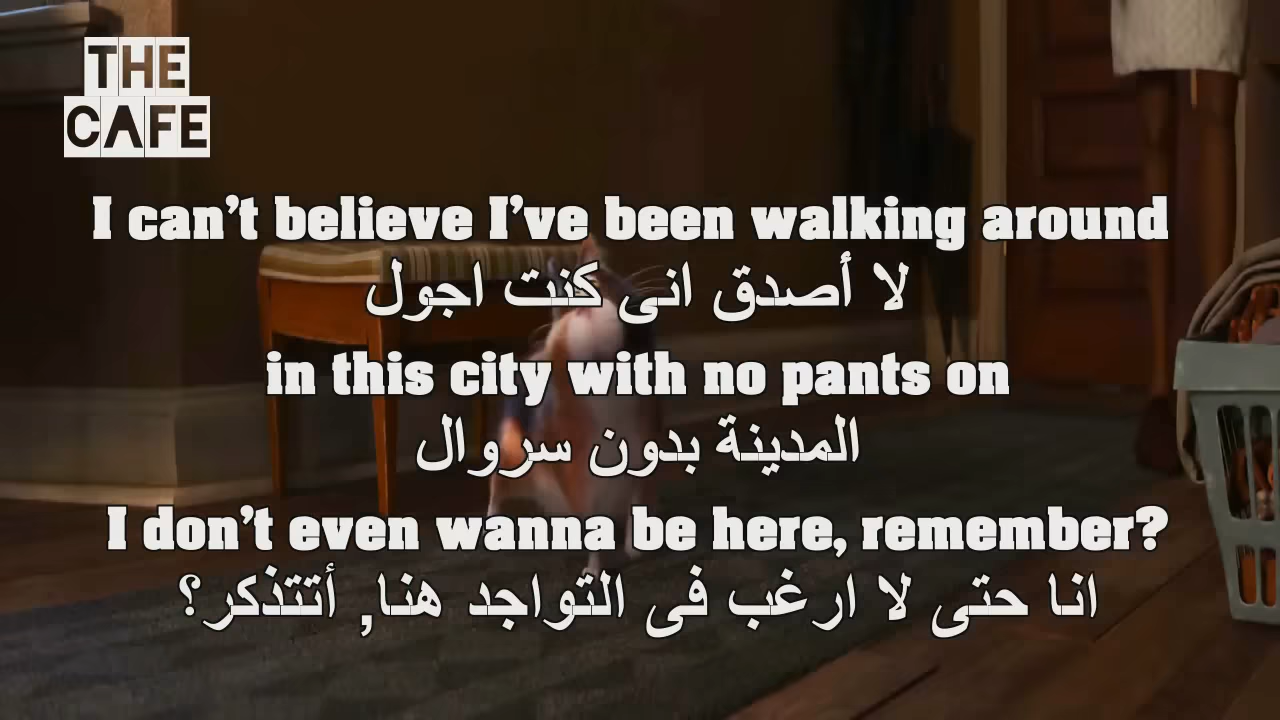 THE
CAFE
I can't believe I've been walking around
لا أصدق انى كنت اجول
in this city with no pants on
المدينة بدون سروال
I don't even wanna be here, remember?
انا حتى لا ارغب فى التواجد هنا, أتتذكر؟